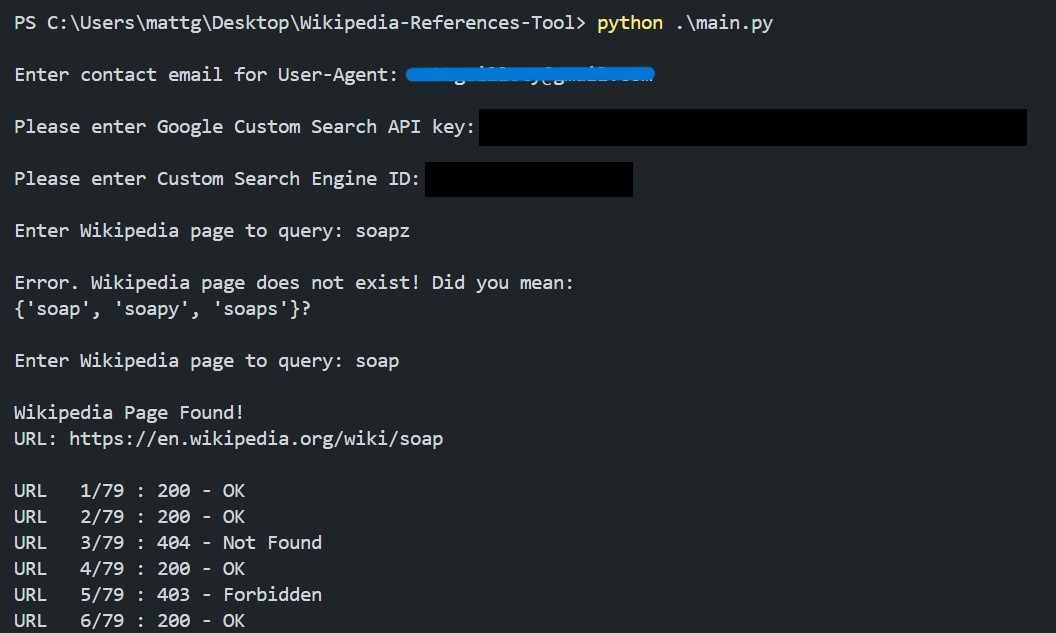 PS C:\Users\mattg\Desktop\Wikipedia-References-Tool> python .\main.py
Enter contact email for User-Agent:
Please enter Google Custom Search API key:
Please enter Custom Search Engine ID:
Enter Wikipedia page to query: soapz
Error. Wikipedia page does not exist! Did you mean:
{'soap', 'soapy', 'soaps'}?
Enter Wikipedia page to query: soap
Wikipedia Page Found!
URL: https://en.wikipedia.org/wiki/soap
URL   1/79 : 200 - OK
URL   2/79 : 200 - OK
URL   3/79 : 404 - Not Found
URL   4/79 : 200 - OK
URL   5/79 : 403 - Forbidden
URL   6/79 : 200 - OK